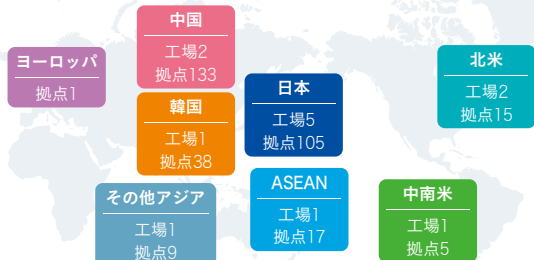 中国
工場2
拠点133
ヨーロッパ
拠点1
韓国
工場1
拠点38
日本
工場5
拠点105
北米
工場2
拠点15
その他アジア
工場1
拠点9
ASEAN
工場1
拠点17
中南米
工場1
拠点5